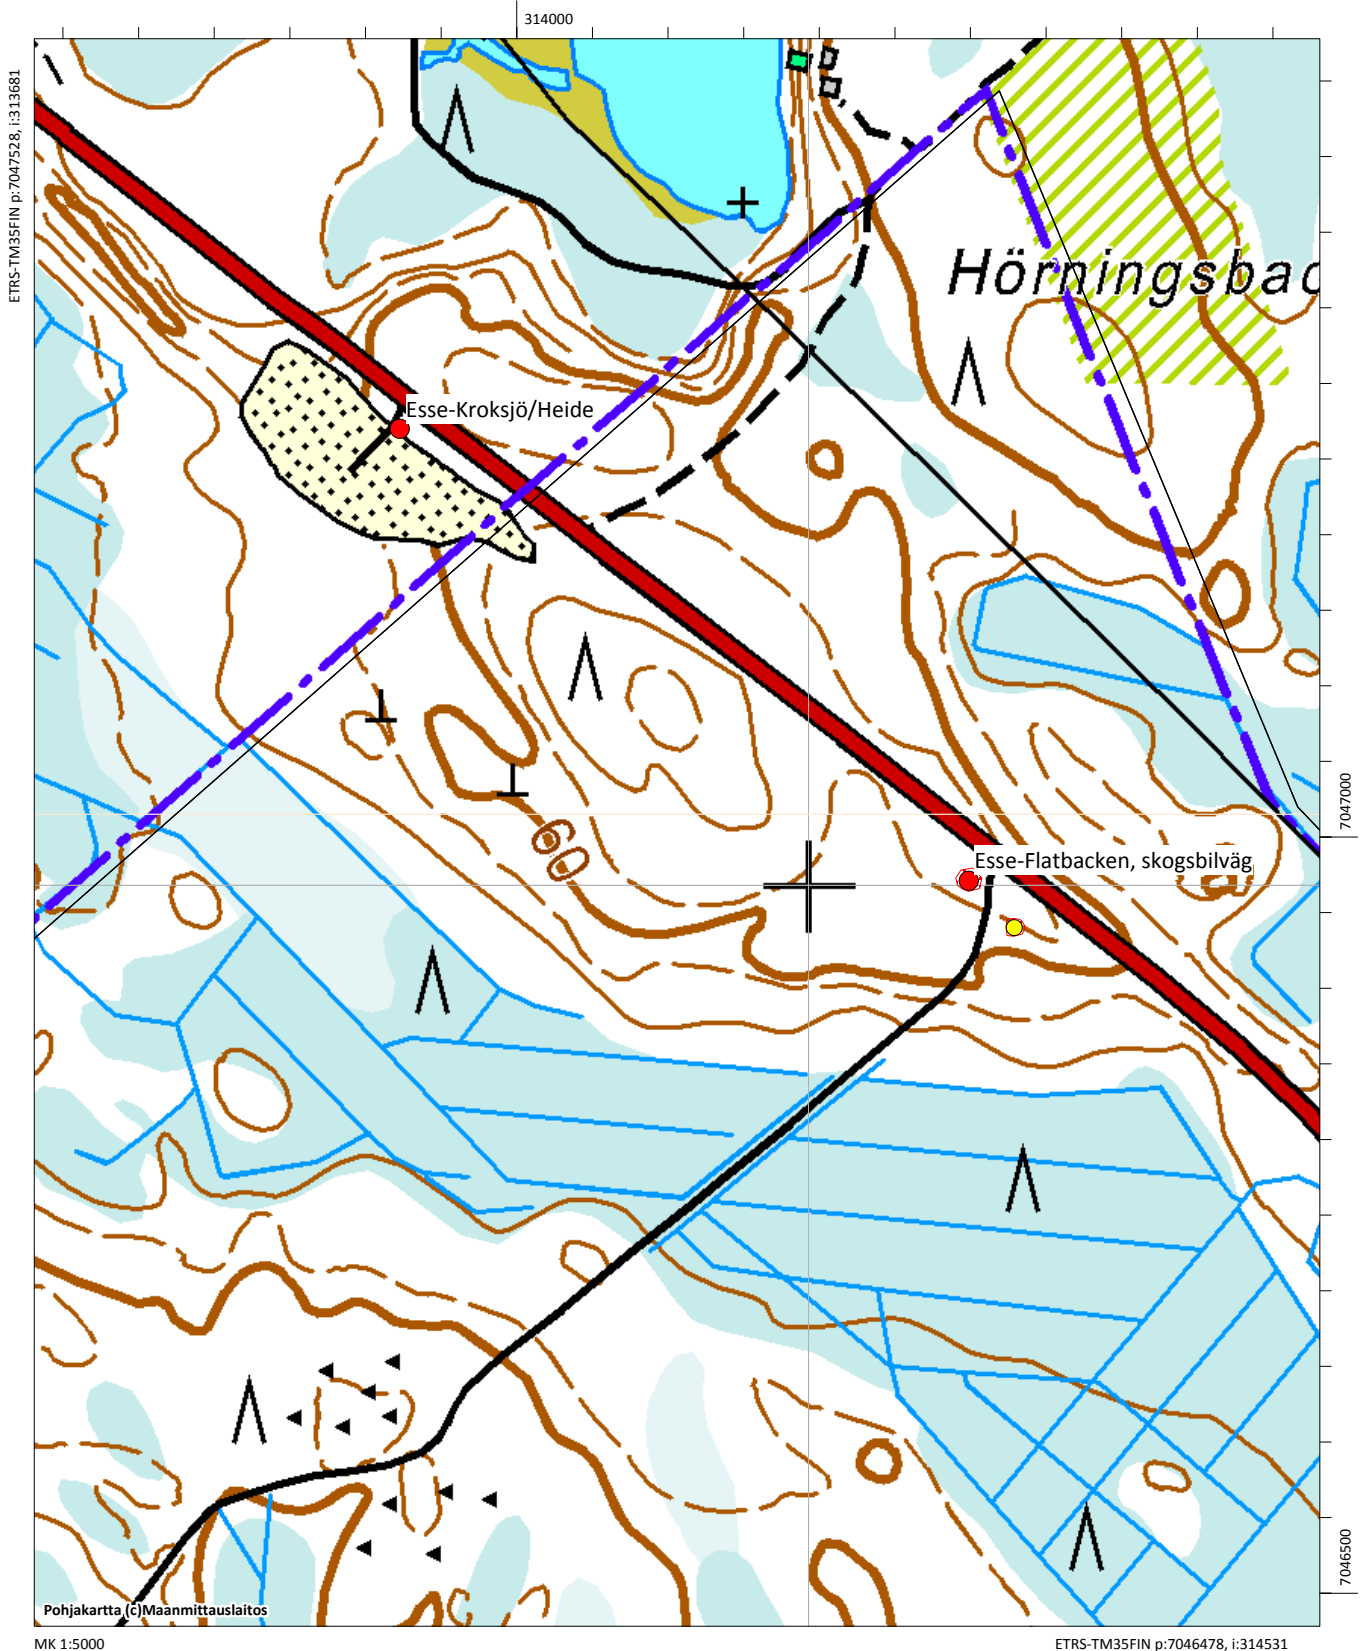 314000
ETRS-TM35FIN p:7047528, i:313681
Hörningsbac
Esse-Kroksjö/Heide
7047000
60
Esse-Flatbacken, skogsbilväg
7046500
Pohjakartta (c)Maanmittauslaitos
MK 1:5000
ETRS-TM35FIN p:7046478, i:314531